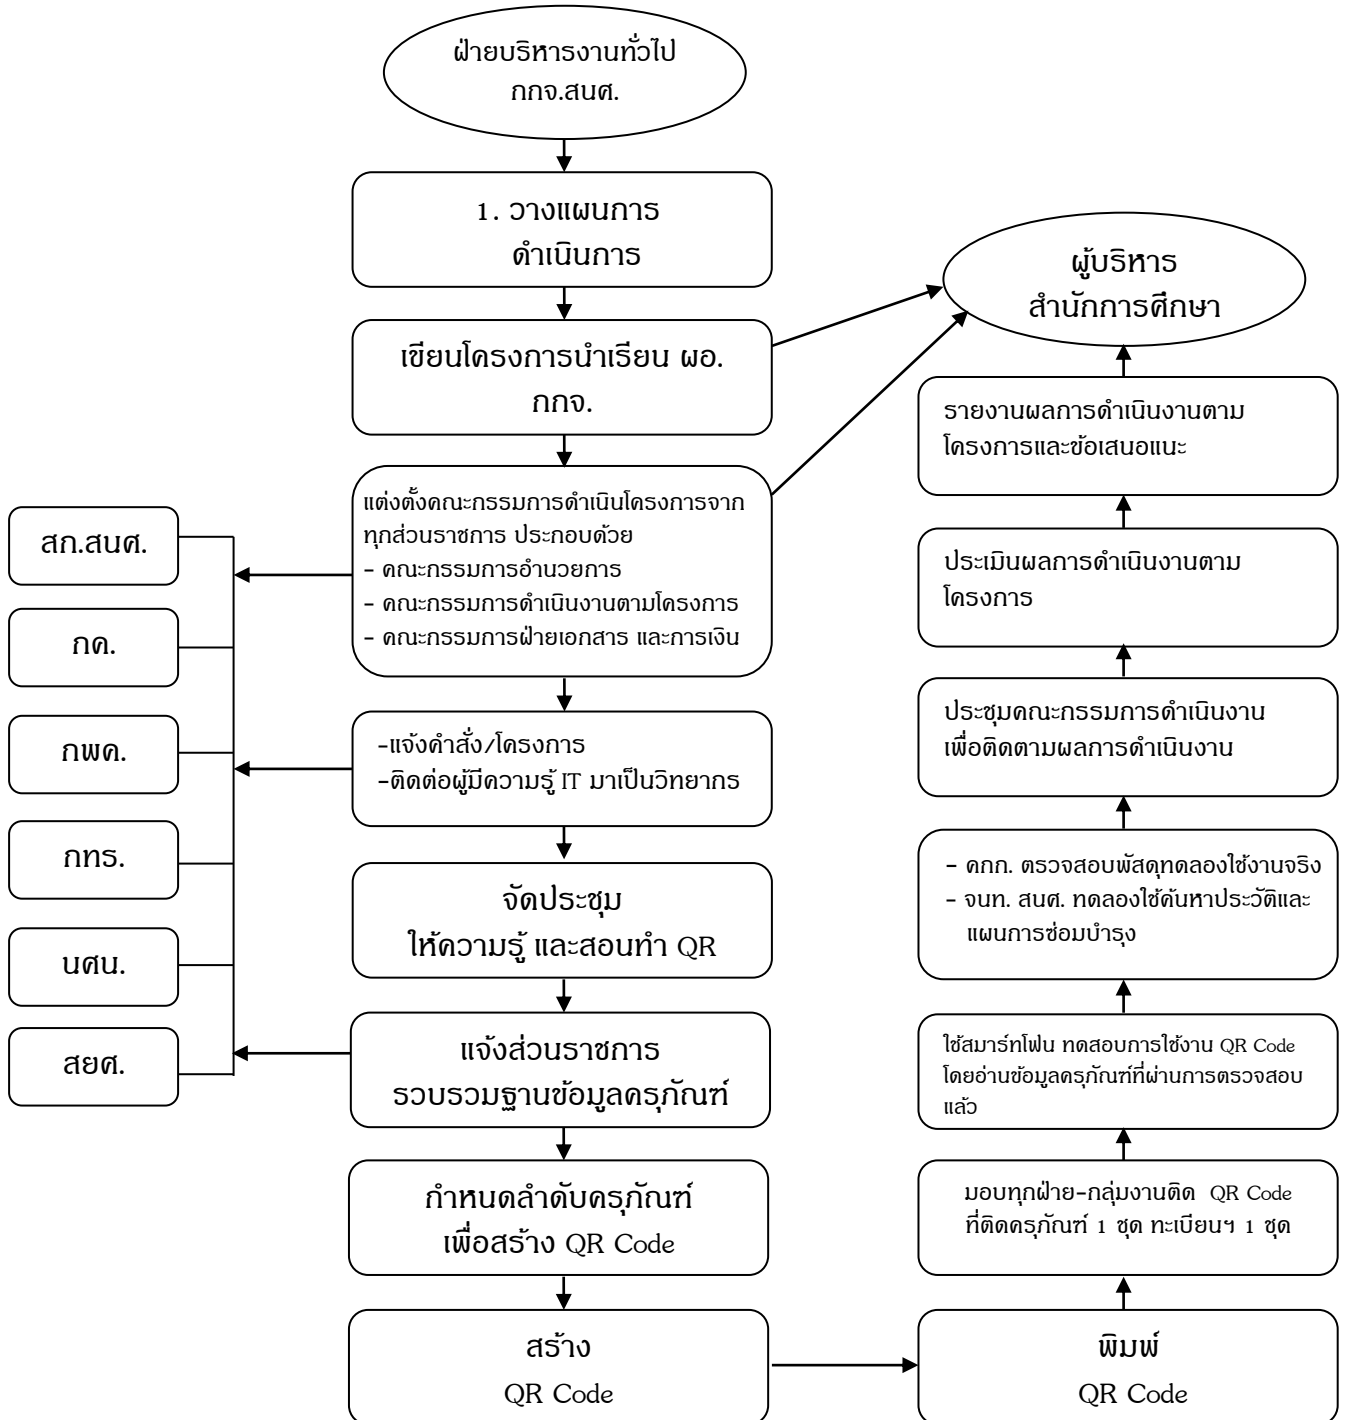 ฝ่ายบริหารงานทั่วไป
กกจ.สนศ.
1. วางแผนการ
ดำเนินการ
เขียนโครงการนำเรียน ผอ.
กกจ.
แต่งตั้งคณะกรรมการดำเนินโครงการจาก
ทุกส่วนราชการ ประกอบด้วย
- คณะกรรมการอำนวยการ
- คณะกรรมการดำเนินงานตามโครงการ
- คณะกรรมการฝ่ายเอกสาร และการเงิน
สก.สนศ.
กค.
กพค.
กทร.
นศน.
สยศ.
-แจ้งคำสั่ง/โครงการ
-ติดต่อผู้มีความรู้ IT มาเป็นวิทยากร
จัดประชุม
ให้ความรู้ และสอนทำ QR
แจ้งส่วนราชการ
รวบรวมฐานข้อมูลครุภัณฑ์
กำหนดลำดับครุภัณฑ์
เพื่อสร้าง QR Code
สร้าง
QR Code
พิมพ์
QR Code
มอบทุกฝ่าย-กลุ่มงานติด QR Code
ที่ติดครุภัณฑ์ 1 ชุด ทะเบียนฯ 1 ชุด
ใช้สมาร์ทโฟน ทดสอบการใช้งาน QR Code
โดยอ่านข้อมูลครุภัณฑ์ที่ผ่านการตรวจสอบ
แล้ว
- คกก. ตรวจสอบพัสดุทดลองใช้งานจริง
- จนท. สนศ. ทดลองใช้ค้นหาประวัติและ
แผนการซ่อมบำรุง
ประชุมคณะกรรมการดำเนินงาน
เพื่อติดตามผลการดำเนินงาน
ประเมินผลการดำเนินงานตาม
โครงการ
รายงานผลการดำเนินงานตาม
โครงการและข้อเสนอแนะ
ผู้บริหาร
สำนักการศึกษา